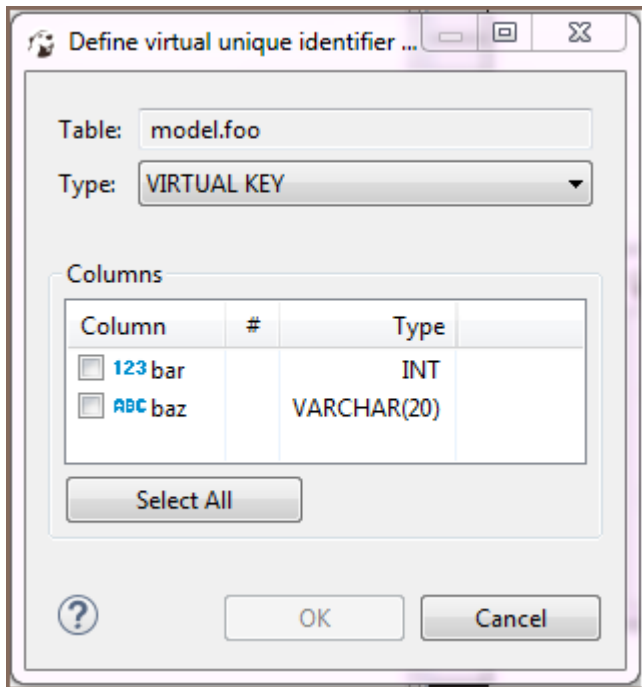 Define virtual unique identifier ...
Table: model.foo
Type: VIRTUAL KEY
Columns
Column # Type
123 bar INT
ABC baz VARCHAR(20)
Select All
? OK Cancel